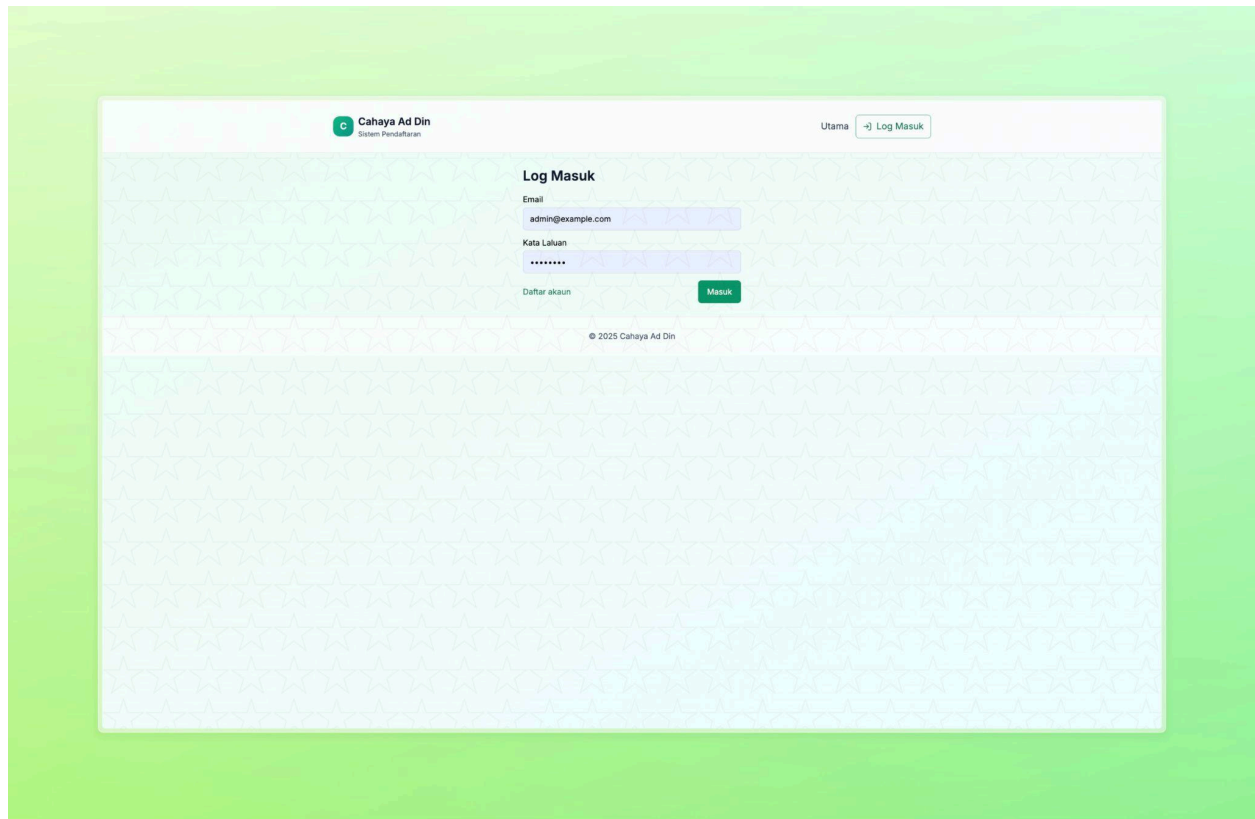 C
Cahaya Ad Din
Sistem Pendaftaran
Utama
Log Masuk
Log Masuk
Email
admin@example.com
Kata Laluan
••••••••
Daftar akaun
Masuk
© 2025 Cahaya Ad Din